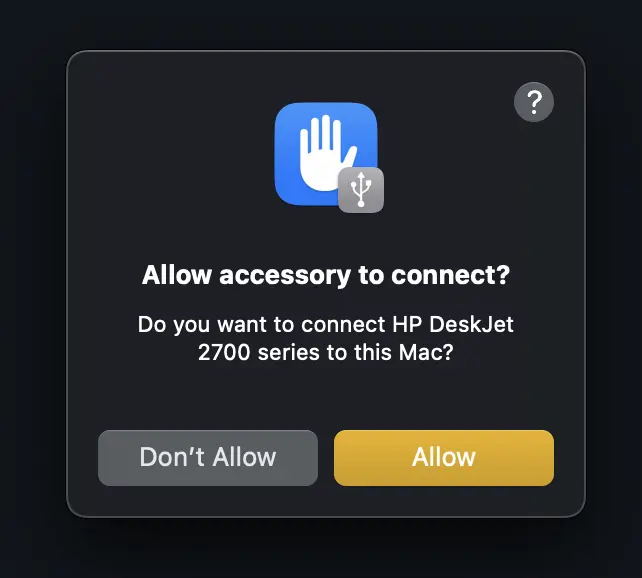 ?
Allow accessory to connect?
Do you want to connect HP DeskJet
2700 series to this Mac?
Don’t Allow
Allow